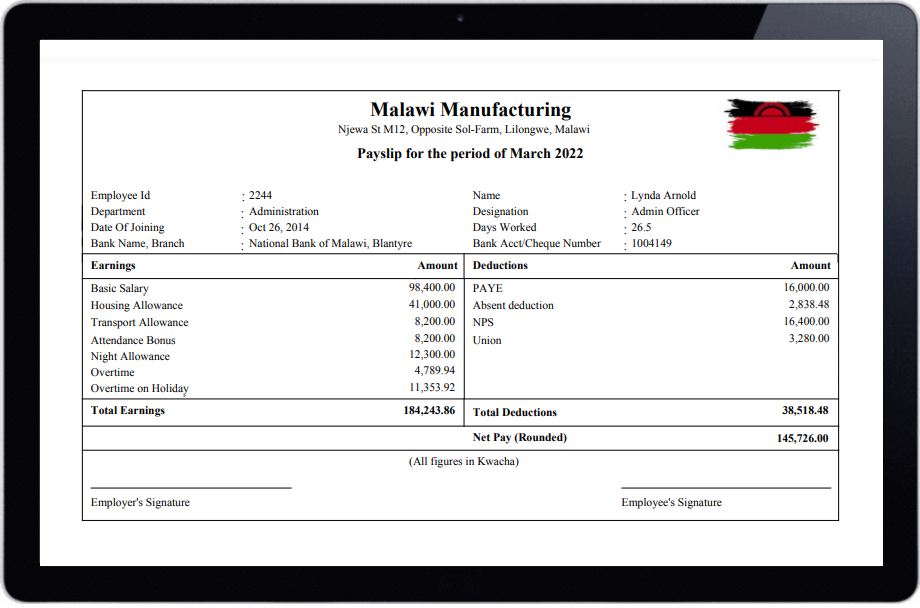 Malawi Manufacturing
Njewa St M12, Opposite Sol-Farm, Lilongwe, Malawi
Payslip for the period of March 2022
Employee Id : 2244 Name : Lynda Arnold
Department : Administration Designation : Admin Officer
Date Of Joining : Oct 26, 2014 Days Worked : 26.5
Bank Name, Branch : National Bank of Malawi, Blantyre Bank Acct/Cheque Number : 1004149
Earnings Amount Deductions Amount
Basic Salary 98,400.00 PAYE 16,000.00
Housing Allowance 41,000.00 Absent deduction 2,838.48
Transport Allowance 8,200.00 NPS 16,400.00
Attendance Bonus 8,200.00 Union 3,280.00
Night Allowance 12,300.00
Overtime 4,789.94
Overtime on Holiday 11,353.92
Total Earnings 184,243.86 Total Deductions 38,518.48
Net Pay (Rounded) 145,726.00
(All figures in Kwacha)
Employer's Signature Employee's Signature